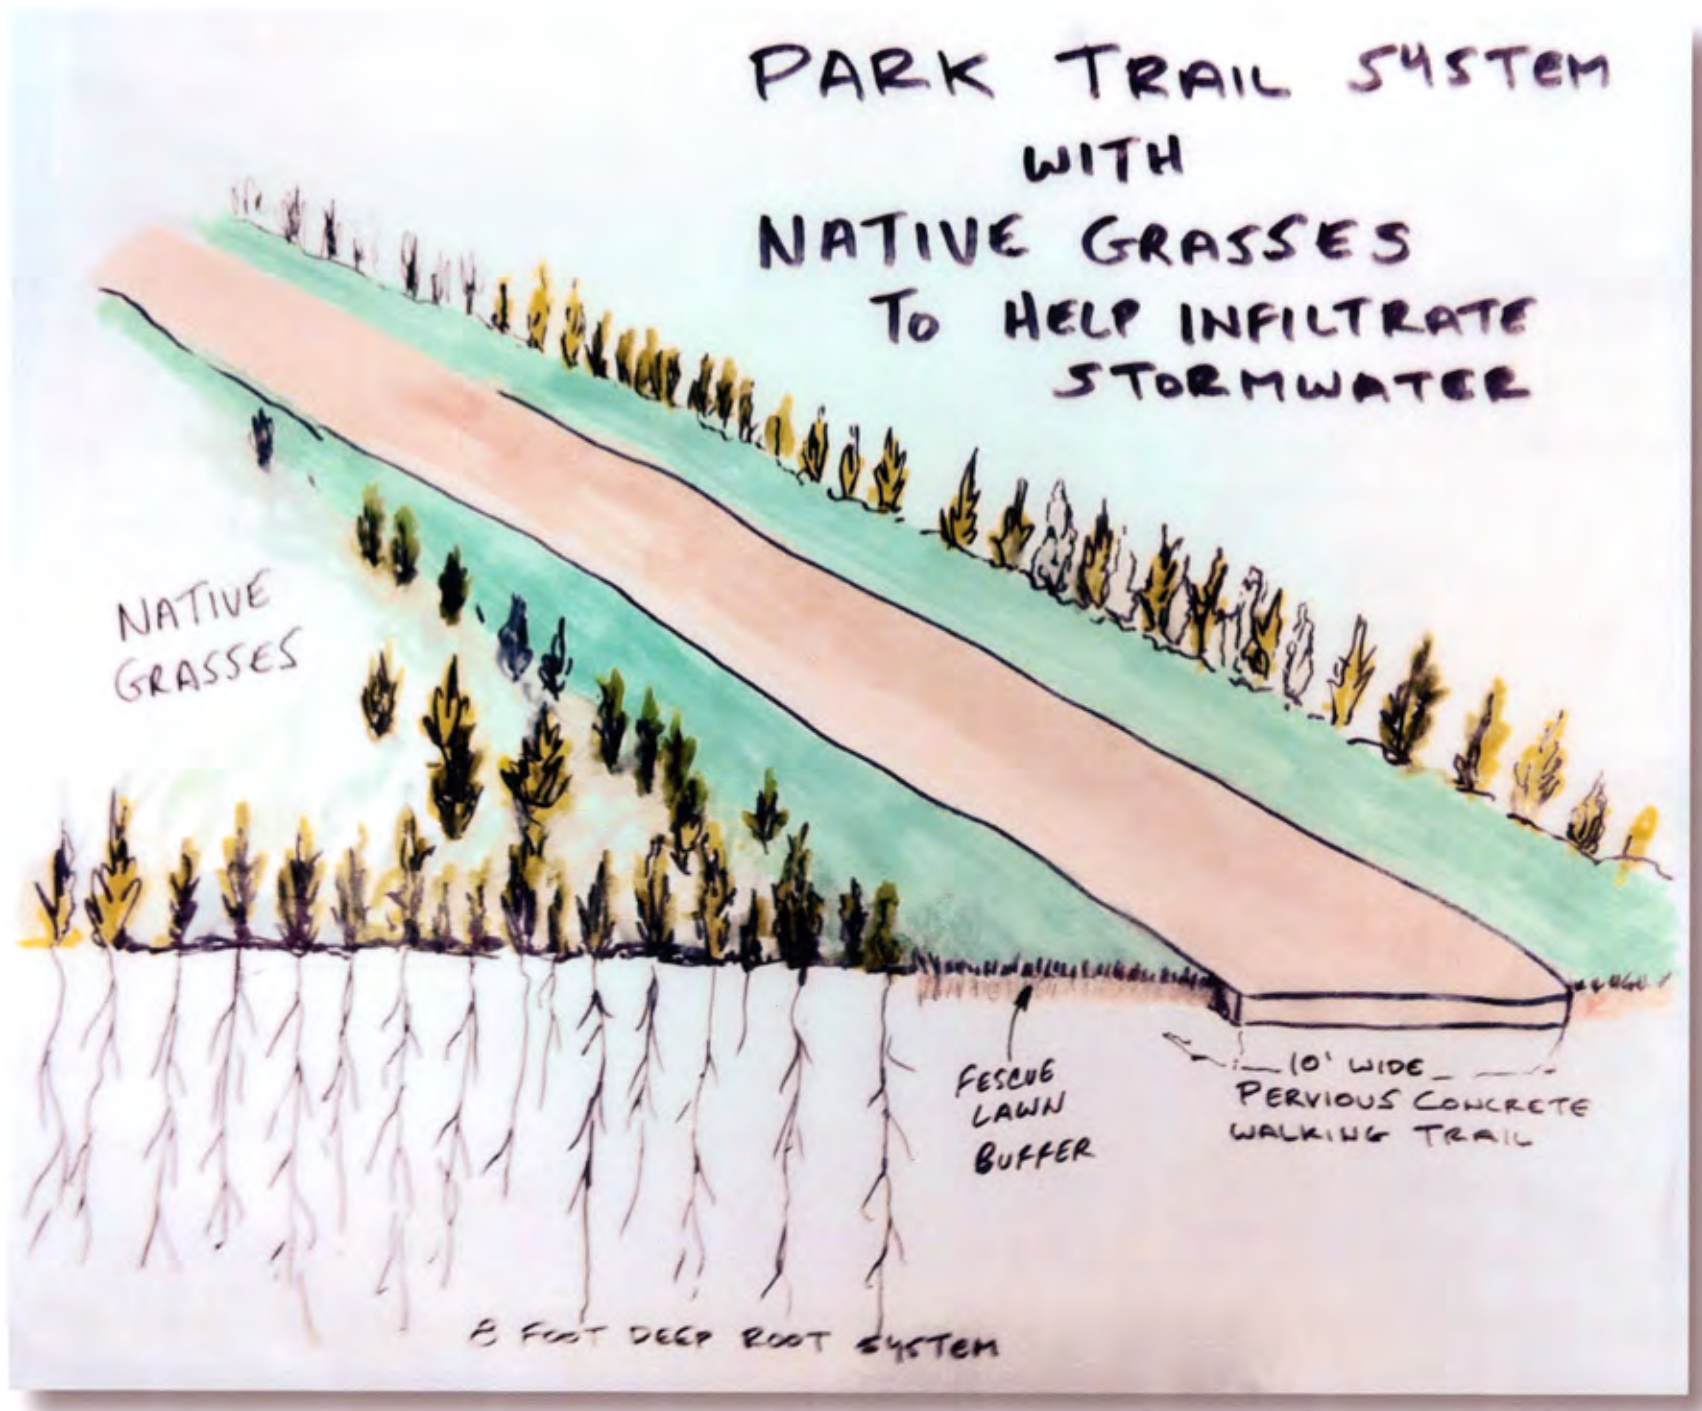 PARK TRAIL SYSTEM
WITH
NATIVE GRASSES
TO HELP INFILTRATE
STORMWATER
NATIVE
GRASSES
FESCUE
LAWN
BUFFER
10' WIDE
PERVIOUS CONCRETE
WALKING TRAIL
8 FOOT DEEP ROOT SYSTEM